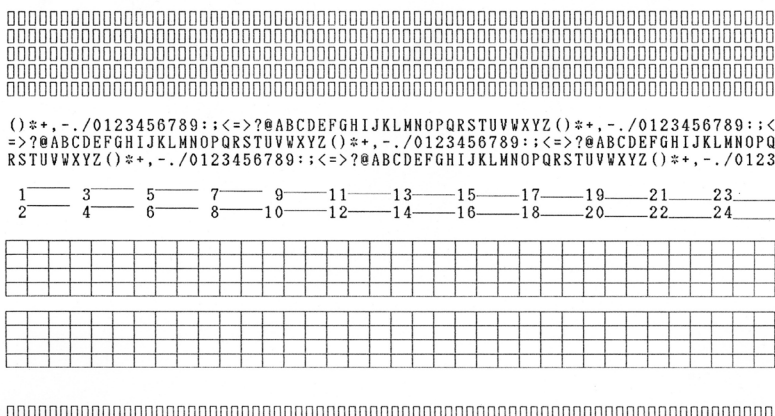 ()*+,-./0123456789:;<=>?@ABCDEFGHIJKLMNOPQRSTUVWXYZ()*+,-./0123456789:;<
=>?@ABCDEFGHIJKLMNOPQRSTUVWXYZ()*+,-./0123456789:;<=>?@ABCDEFGHIJKLMNOPQ
RSTUVWXYZ()*+,-./0123456789:;<=>?@ABCDEFGHIJKLMNOPQRSTUVWXYZ()*+,-./0123
1 3 5 7 9 11 13 15 17 19 21 23
2 4 6 8 10 12 14 16 18 20 22 24